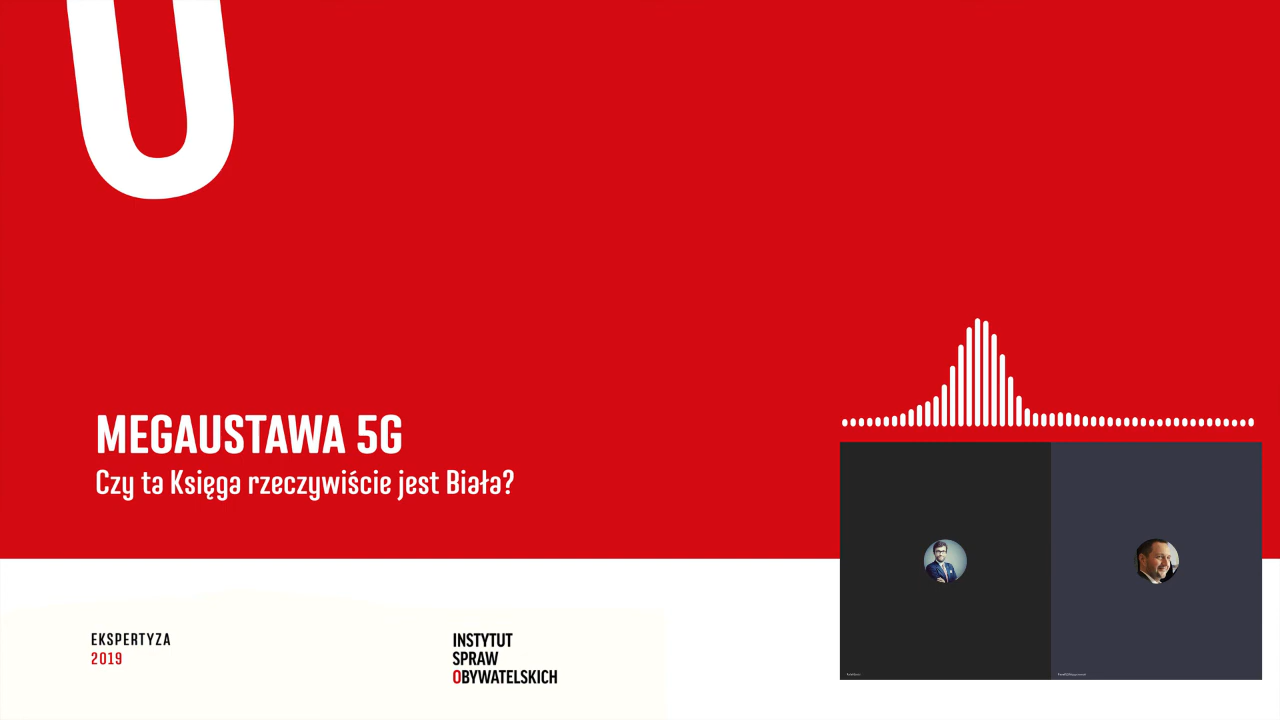 MEGAUSTAWA 5G
Czy ta Księga rzeczywiście jest Biała?
EKSPERTYZA
2019
INSTYTUT
SPRAW
OBYWATELSKICH